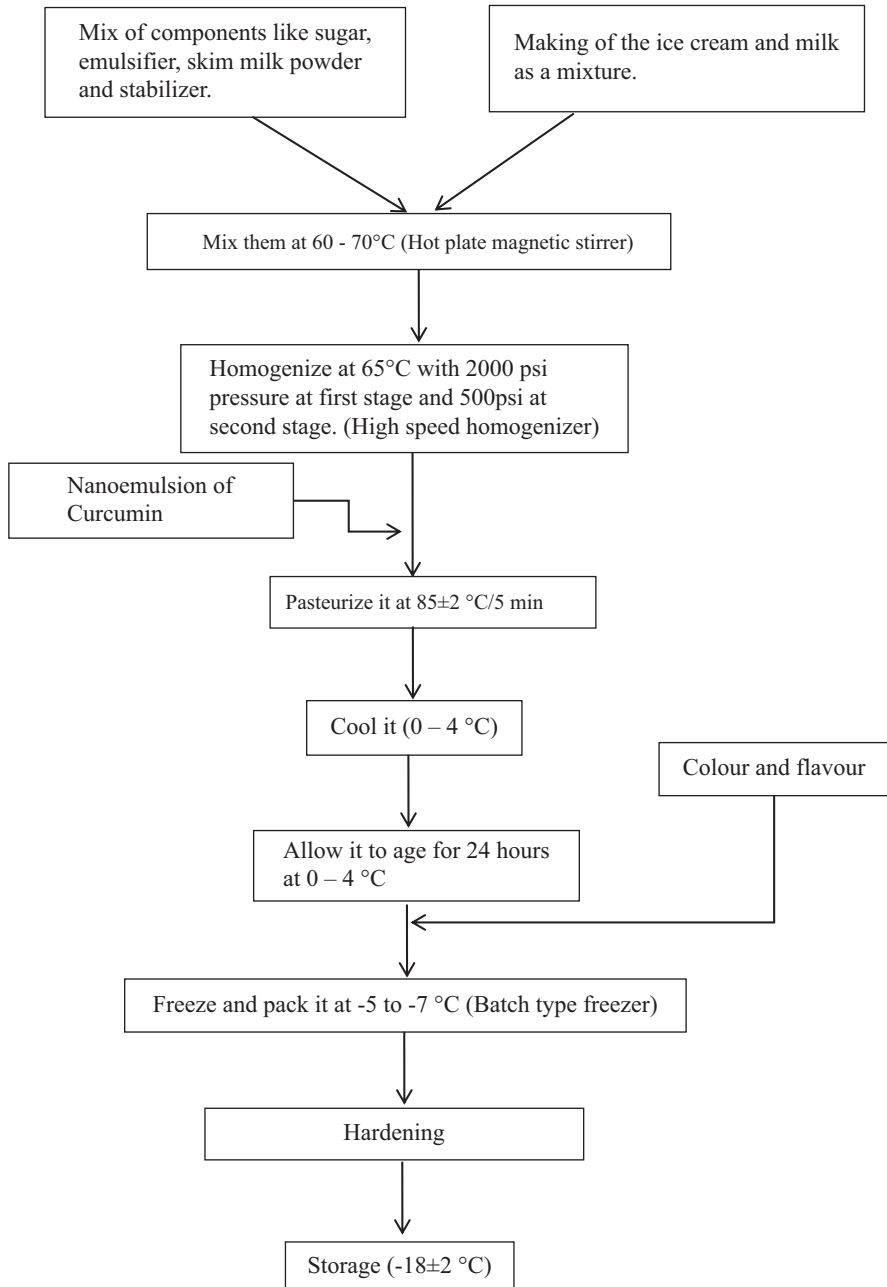 Mix of components like sugar,
emulsifier, skim milk powder
and stabilizer.
Making of the ice cream and milk
as a mixture.
Mix them at 60 - 70°C (Hot plate magnetic stirrer)
Homogenize at 65°C with 2000 psi
pressure at first stage and 500psi at
second stage. (High speed homogenizer)
Nanoemulsion of
Curcumin
Pasteurize it at 85±2 °C/5 min
Cool it (0 – 4 °C)
Colour and flavour
Allow it to age for 24 hours
at 0 – 4 °C
Freeze and pack it at -5 to -7 °C (Batch type freezer)
Hardening
Storage (-18±2 °C)